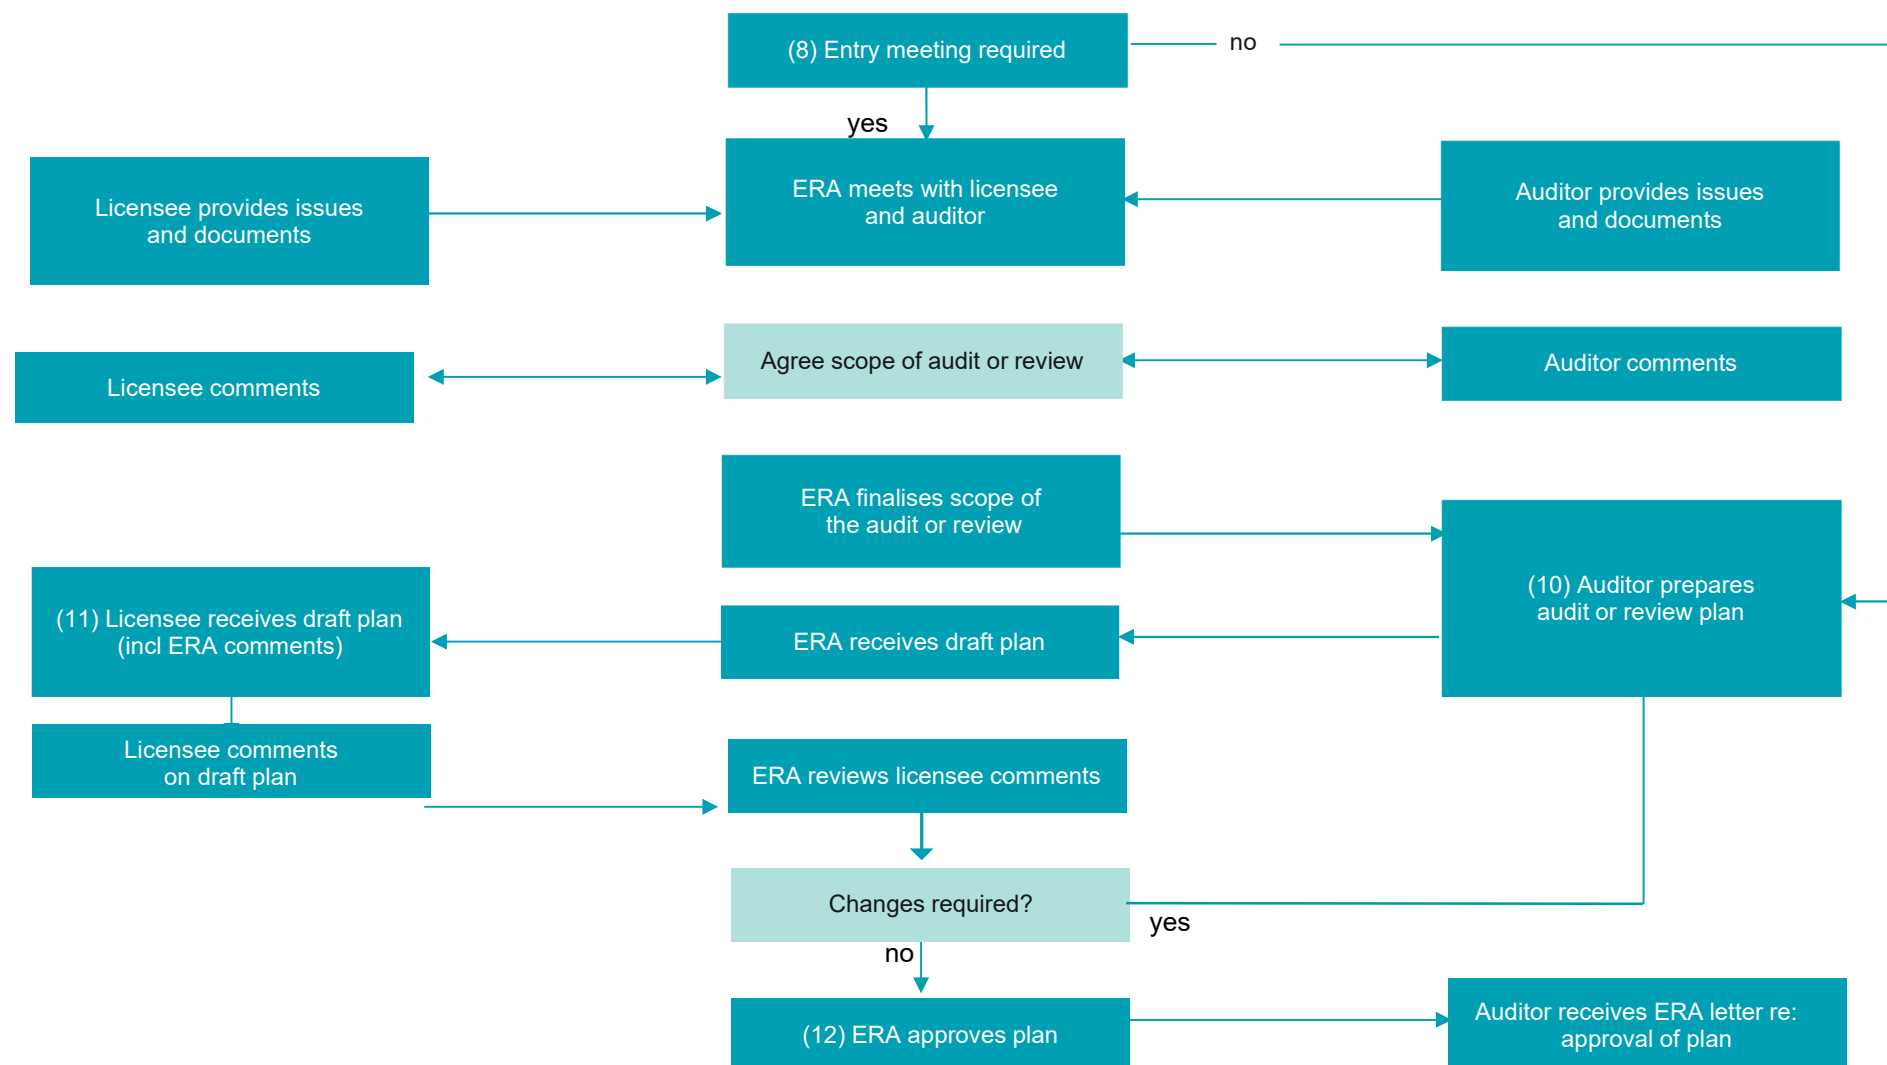 (8) Entry meeting required
no
yes
Licensee provides issues
and documents
ERA meets with licensee
and auditor
Auditor provides issues
and documents
Licensee comments
Agree scope of audit or review
Auditor comments
ERA finalises scope of
the audit or review
(10) Auditor prepares
audit or review plan
(11) Licensee receives draft plan
(incl ERA comments)
ERA receives draft plan
Licensee comments
on draft plan
ERA reviews licensee comments
Changes required?
yes
no
(12) ERA approves plan
Auditor receives ERA letter re:
approval of plan